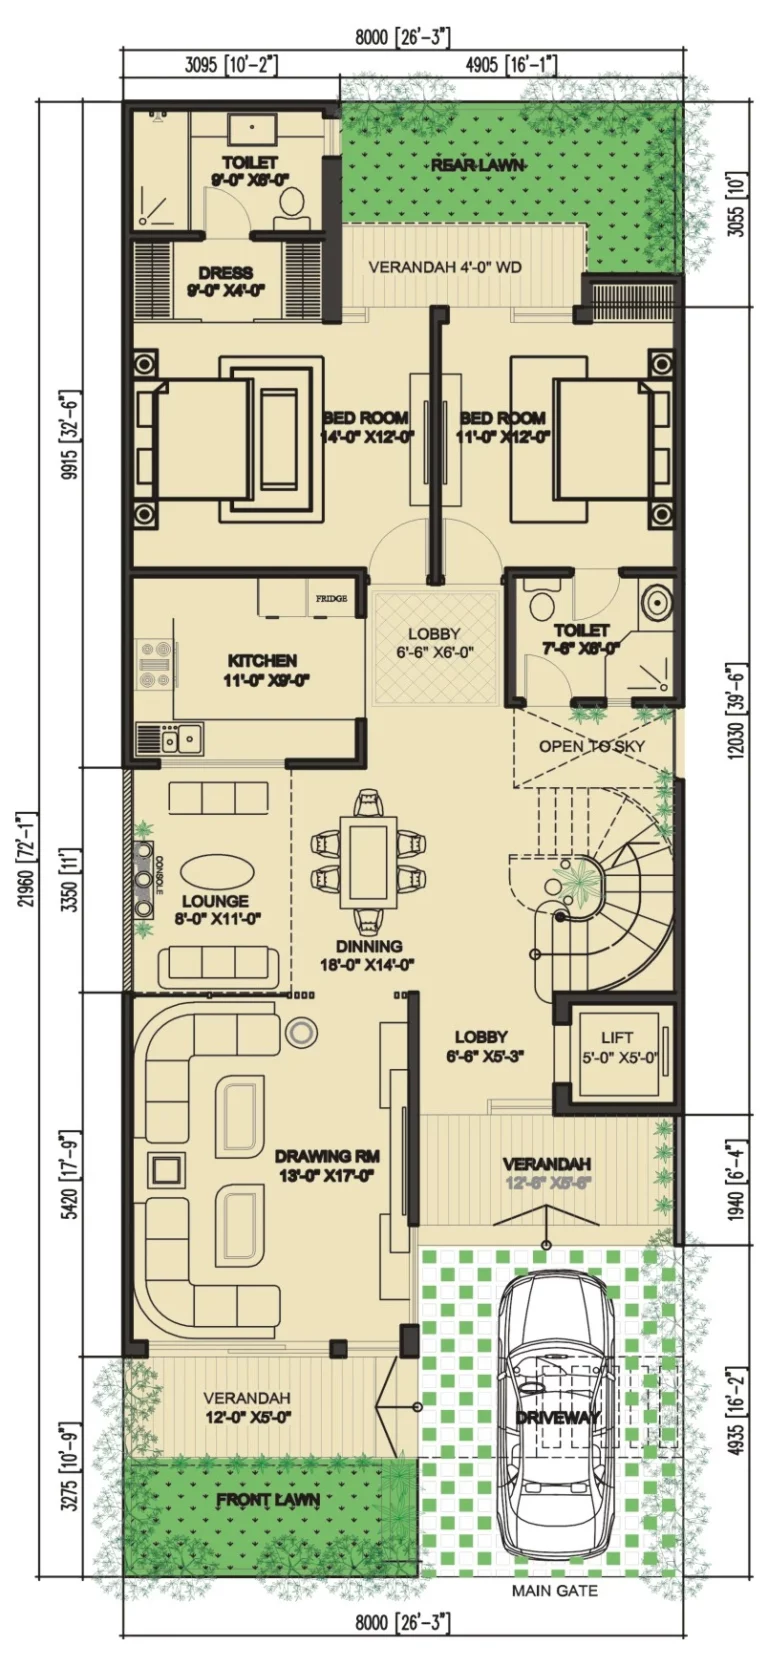 8000 [26'-3"]
3095 [10'-2"]
4905 [16'-1"]
TOILET
9'-0" X6'-0"
REAR LAWN
3055 [10']
DRESS
9'-0" X4'-0"
VERANDAH 4'-0" WD
BED ROOM
14'-0" X12'-0"
BED ROOM
11'-0" X12'-0"
9915 [32'-6"]
FRIDGE
LOBBY
6'-6" X6'-0"
TOILET
7'-6" X6'-0"
KITCHEN
11'-0" X9'-0"
12030 [39'-6"]
OPEN TO SKY
21960 [72'-1"]
3350 [11']
CONSOLE
LOUNGE
8'-0" X11'-0"
DINNING
18'-0" X14'-0"
LOBBY
6'-6" X5'-3"
LIFT
5'-0" X5'-0"
DRAWING RM
13'-0" X17'-0"
VERANDAH
12'-6" X5'-6"
5420 [17'-9"]
1940 [6'-4"]
VERANDAH
12'-0" X5'-0"
DRIVEWAY
4935 [16'-2"]
3275 [10'-9"]
FRONT LAWN
MAIN GATE
8000 [26'-3"]